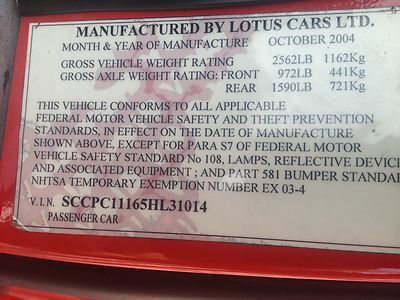 MANUFACTURED BY LOTUS CARS LTD.
MONTH & YEAR OF MANUFACTURE OCTOBER 2004
GROSS VEHICLE WEIGHT RATING 2562LB 1162Kg
GROSS AXLE WEIGHT RATING: FRONT 972LB 441Kg
REAR 1590LB 721Kg
THIS VEHICLE CONFORMS TO ALL APPLICABLE
FEDERAL MOTOR VEHICLE SAFETY AND THEFT PREVENTION
STANDARDS, IN EFFECT ON THE DATE OF MANUFACTURE
SHOWN ABOVE, EXCEPT FOR PARA S7 OF FEDERAL MOTOR
VEHICLE SAFETY STANDARD No 108, LAMPS, REFLECTIVE DEVICE
AND ASSOCIATED EQUIPMENT ; AND PART 581 BUMPER STANDAR
NHTSA TEMPORARY EXEMPTION NUMBER EX 03-4
V.I.N. SCCPC11165HL31014
PASSENGER CAR